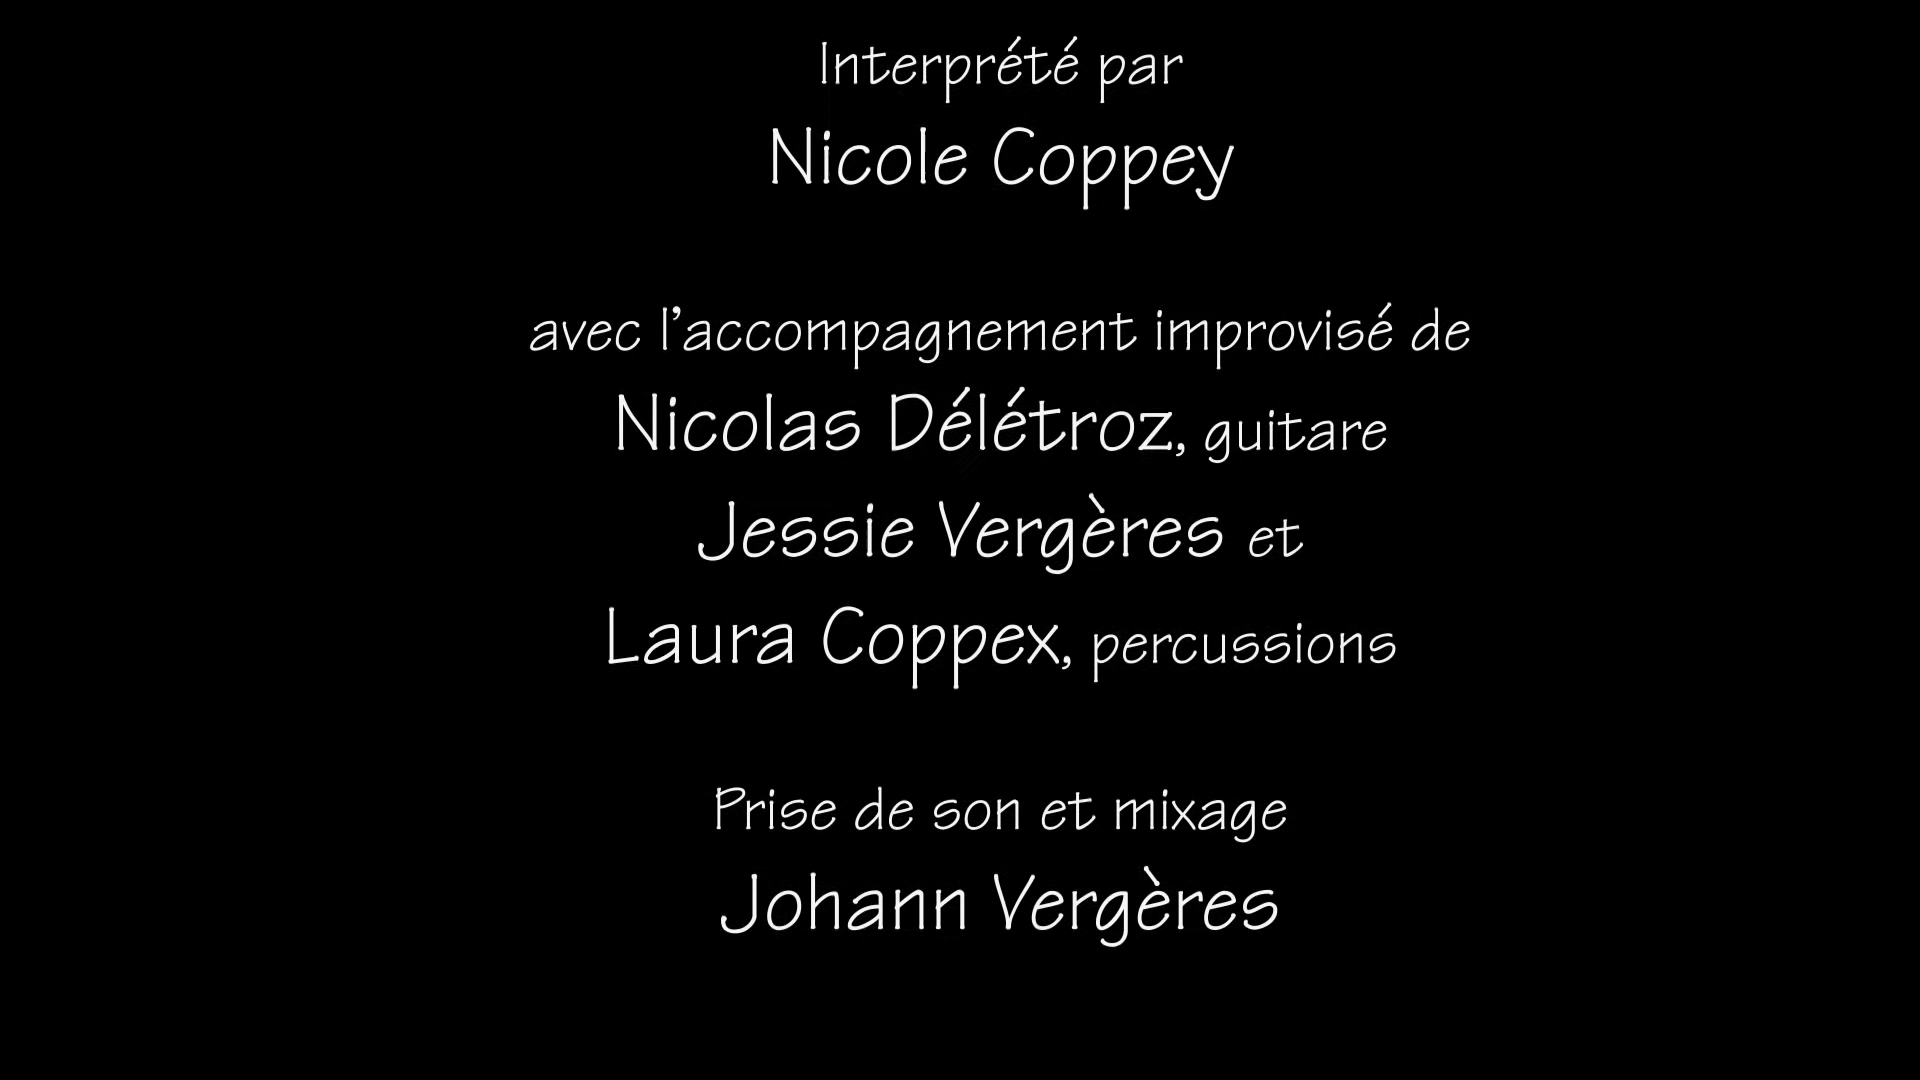 Interprété par
Nicole Coppey
avec l’accompagnement improvisé de
Nicolas Délétroz, guitare
Jessie Vergères et
Laura Coppex, percussions
Prise de son et mixage
Johann Vergères